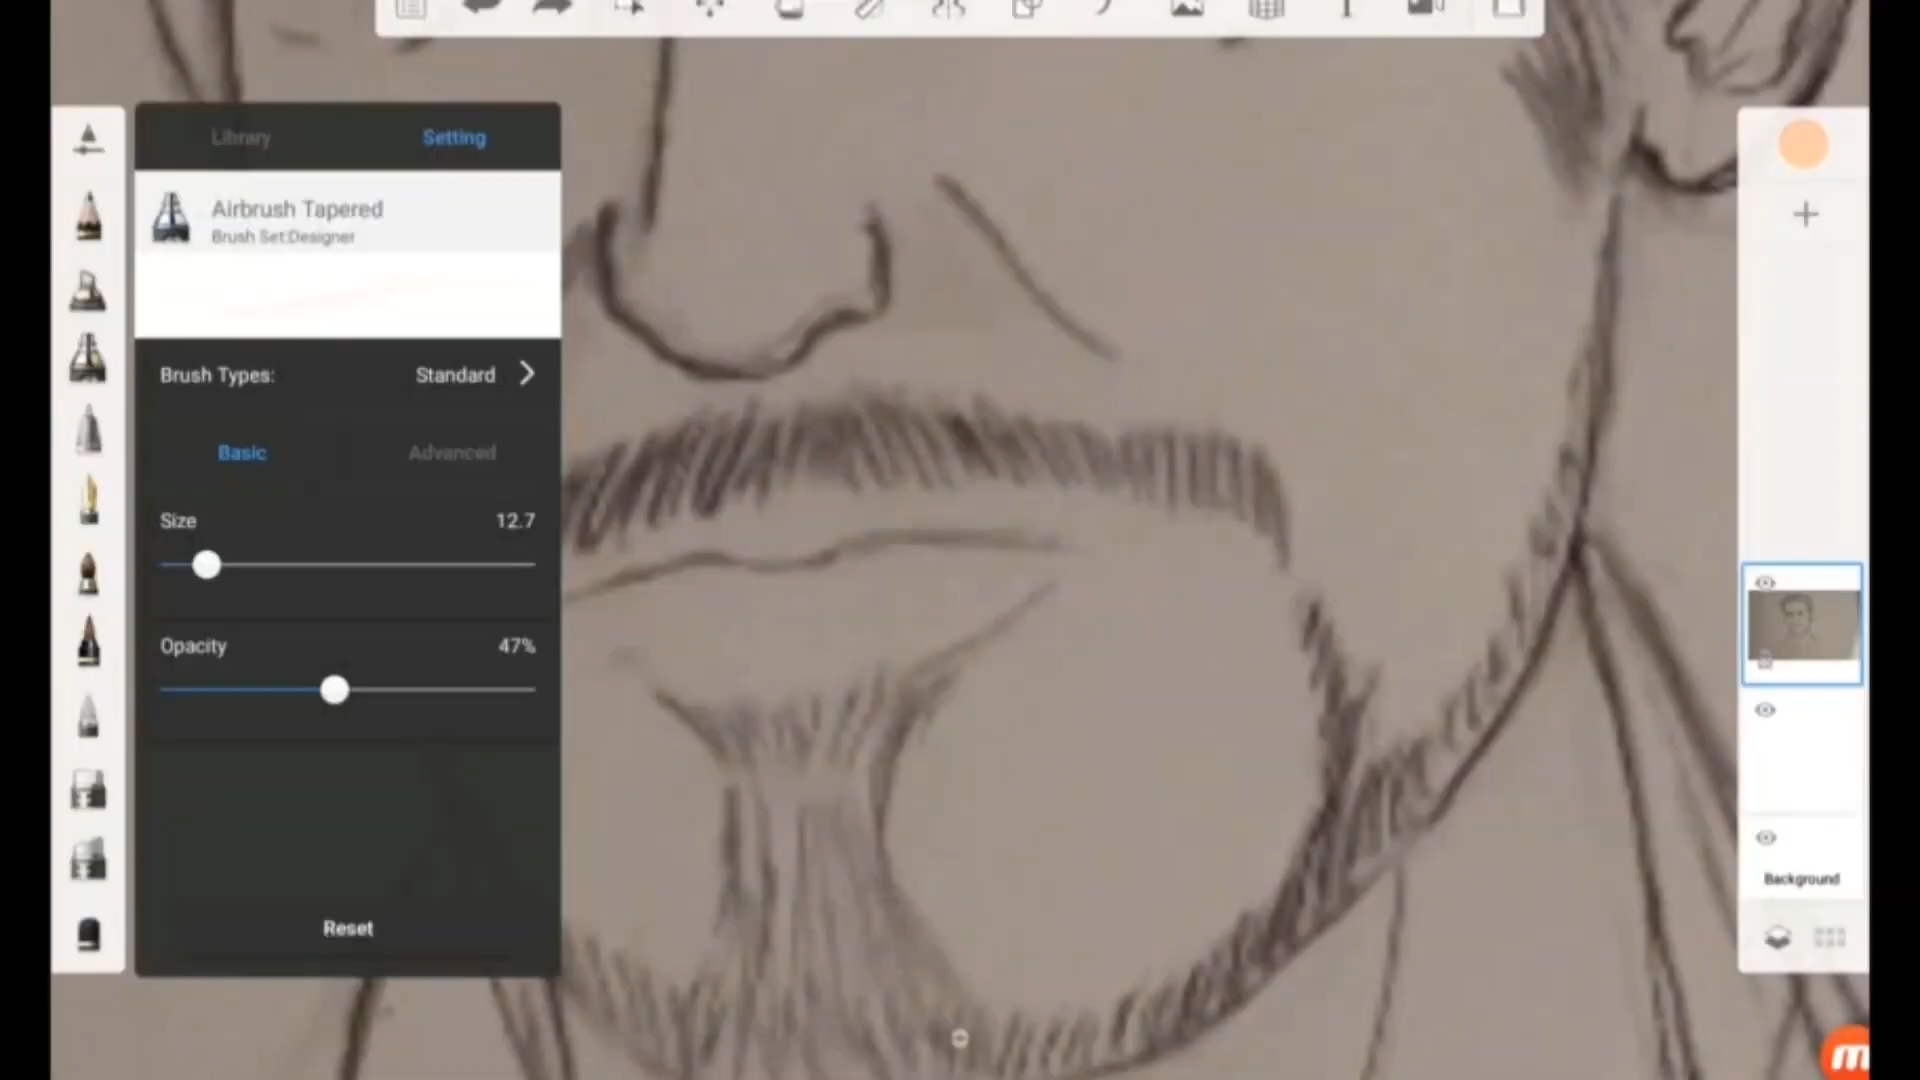 Library
Setting
Airbrush Tapered
Brush Set:Designer
Brush Types:
Standard
Basic
Advanced
Size
12.7
Opacity
47%
Reset
Background